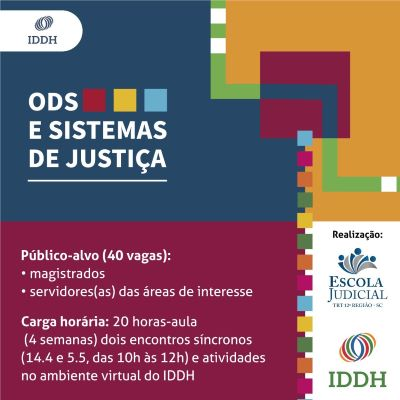 IDDH
ODS
E SISTEMAS
DE JUSTIÇA
Público-alvo (40 vagas):
• magistrados
• servidores(as) das áreas de interesse
Carga horária: 20 horas-aula
(4 semanas) dois encontros síncronos
(14.4 e 5.5, das 10h às 12h) e atividades
no ambiente virtual do IDDH
Realização:
ESCOLA
JUDICIAL
TRT 12ª REGIÃO - SC
IDDH